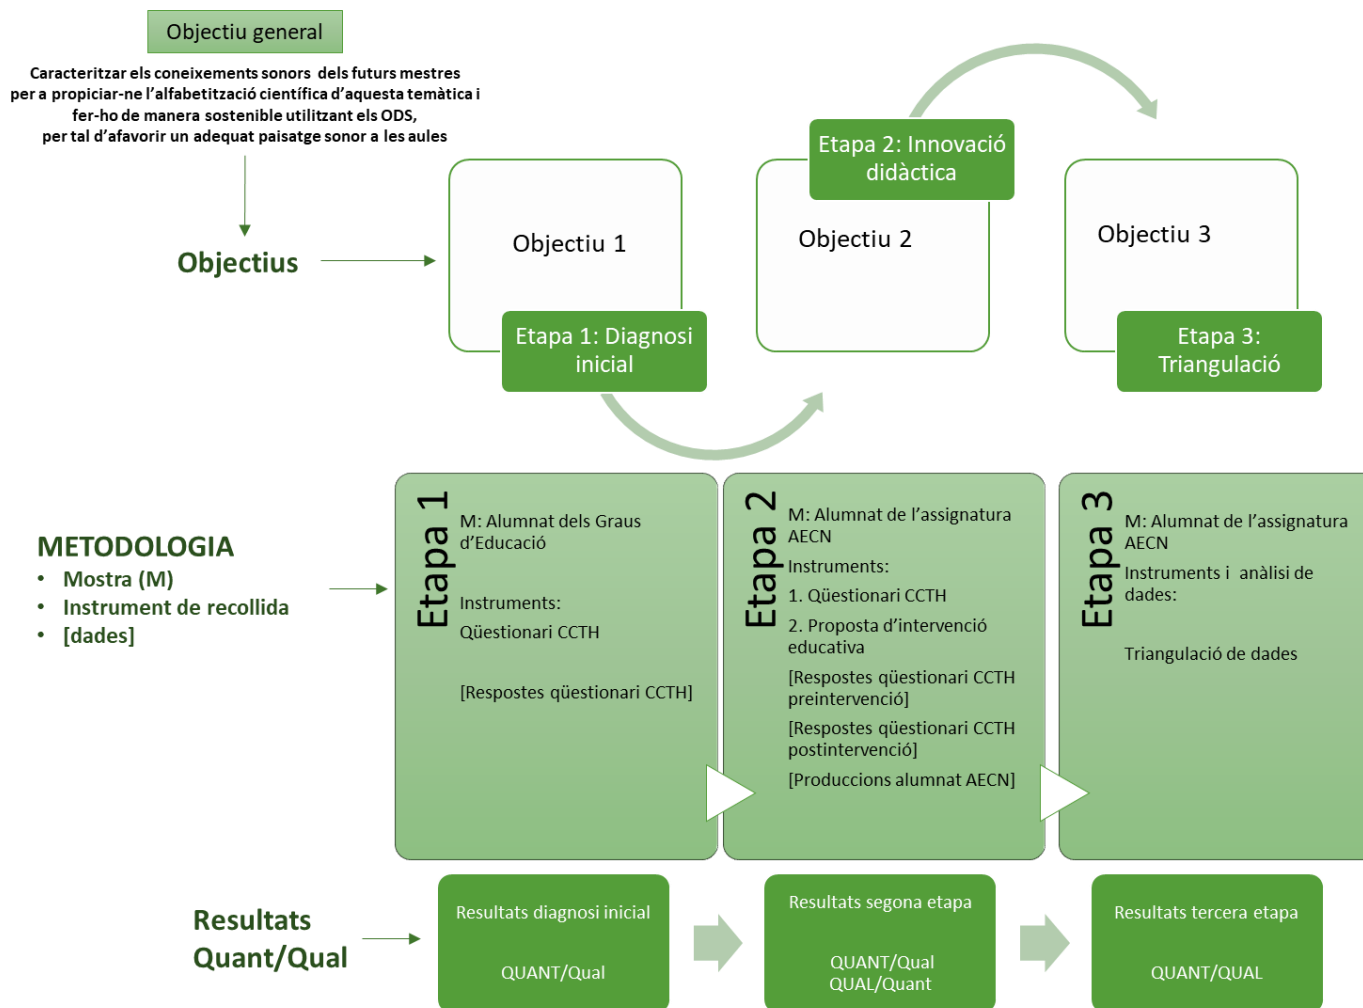 Objectiu general
Caracteritzar els coneixements sonors dels futurs mestres
per a propiciar-ne l'alfabetització científica d'aquesta temàtica i
fer-ho de manera sostenible utilitzant els ODS,
per tal d'afavorir un adequat paisatge sonor a les aules
Objectius
Objectiu 1
Etapa 1: Diagnosi
inicial
Etapa 2: Innovació
didàctica
Objectiu 2
Objectiu 3
Etapa 3:
Triangulació
METODOLOGIA
• Mostra (M)
• Instrument de recollida
• [dades]
Etapa 1
M: Alumnat dels Graus
d'Educació
Instruments:
Qüestionari CCTH
[Respostes qüestionari CCTH]
Etapa 2
M: Alumnat de l'assignatura
AECN
Instruments:
1. Qüestionari CCTH
2. Proposta d'intervenció
educativa
[Respostes qüestionari CCTH
preintervenció]
[Respostes qüestionari CCTH
postintervenció]
[Produccions alumnat AECN]
Etapa 3
M: Alumnat de l'assignatura
AECN
Instruments i anàlisi de
dades:
Triangulació de dades
Resultats
Quant/Qual
Resultats diagnosi inicial
QUANT/Qual
Resultats segona etapa
QUANT/Qual
QUAL/Quant
Resultats tercera etapa
QUANT/QUAL